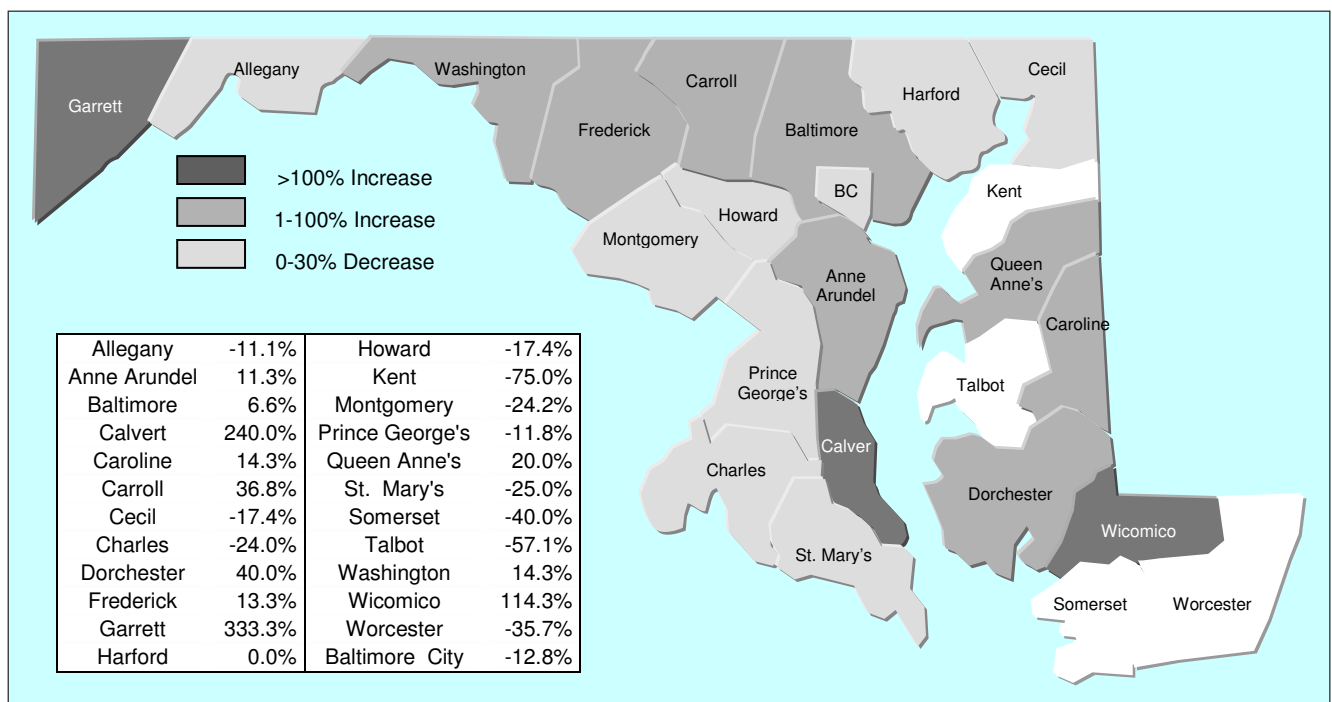 Allegany
Washington
Cecil
Carroll
Harford
Garrett
Frederick
Baltimore
>100% Increase
BC
Kent
1-100% Increase
Howard
Montgomery
0-30% Decrease
Queen
Anne's
Anne
Arundel
Caroline
Prince
George's
Talbot
Calver
Charles
Dorchester
Wicomico
St. Mary's
Somerset
Worcester
Allegany -11.1% Howard -17.4%
Anne Arundel 11.3% Kent -75.0%
Baltimore 6.6% Montgomery -24.2%
Calvert 240.0% Prince George's -11.8%
Caroline 14.3% Queen Anne's 20.0%
Carroll 36.8% St. Mary's -25.0%
Cecil -17.4% Somerset -40.0%
Charles -24.0% Talbot -57.1%
Dorchester 40.0% Washington 14.3%
Frederick 13.3% Wicomico 114.3%
Garrett 333.3% Worcester -35.7%
Harford 0.0% Baltimore City -12.8%